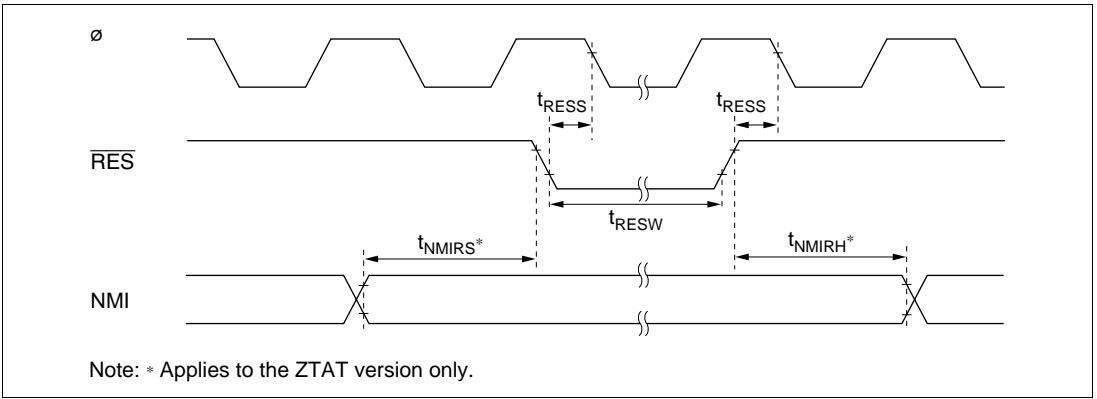 ø
tRESS tRESS
RES
tRESW
tNMIRS* tNMIRH*
NMI
Note: * Applies to the ZTAT version only.